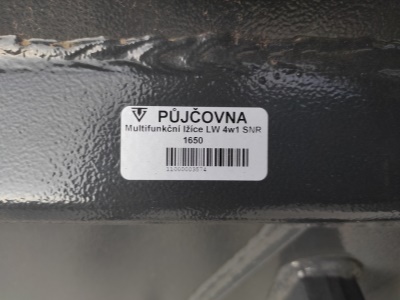 PŮJČOVNA
Multifunkční lžíce LW 4w1 SNR
1650